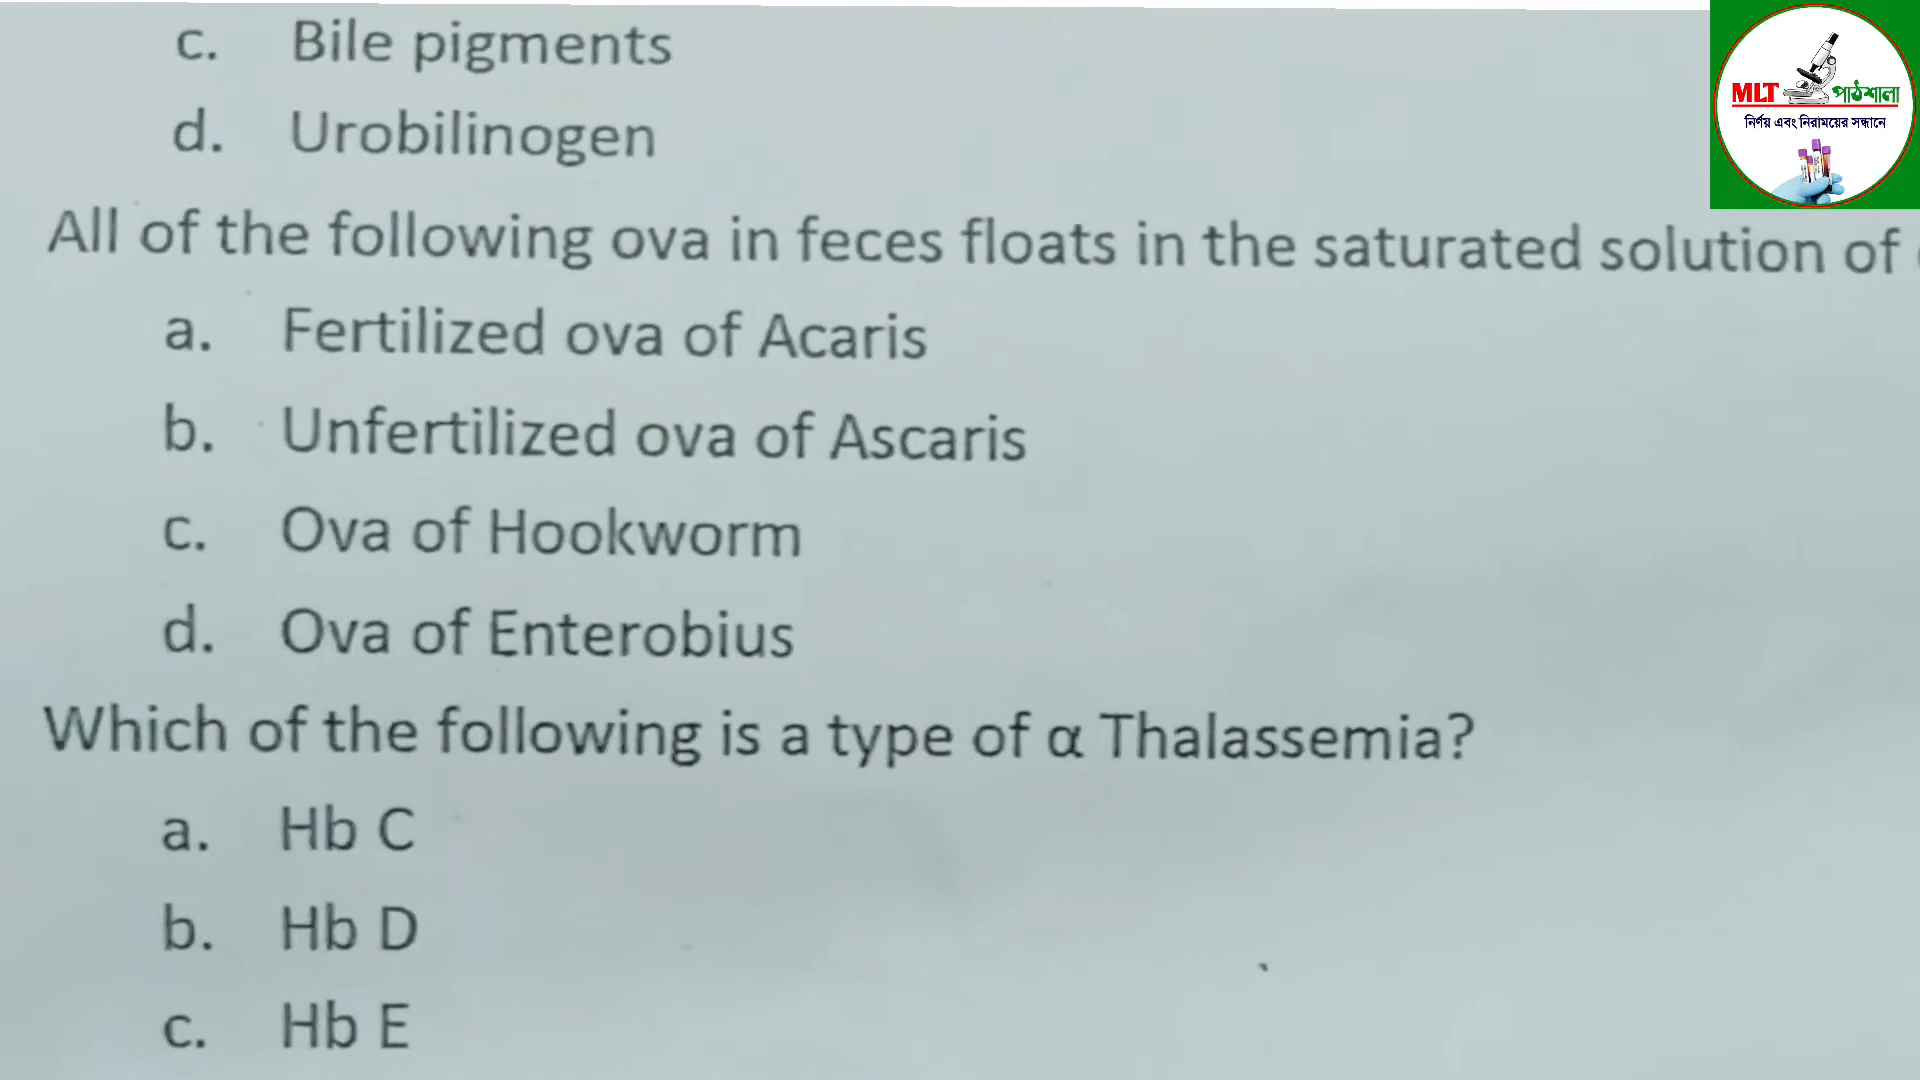 c. Bile pigments
d. Urobilinogen
All of the following ova in feces floats in the saturated solution of
a. Fertilized ova of Acaris
b. Unfertilized ova of Ascaris
c. Ova of Hookworm
d. Ova of Enterobius
Which of the following is a type of α Thalassemia?
a. Hb C
b. Hb D
c. Hb E
MLT পাঠশালা
নির্ণয় এবং নিরাময়ের সন্ধানে